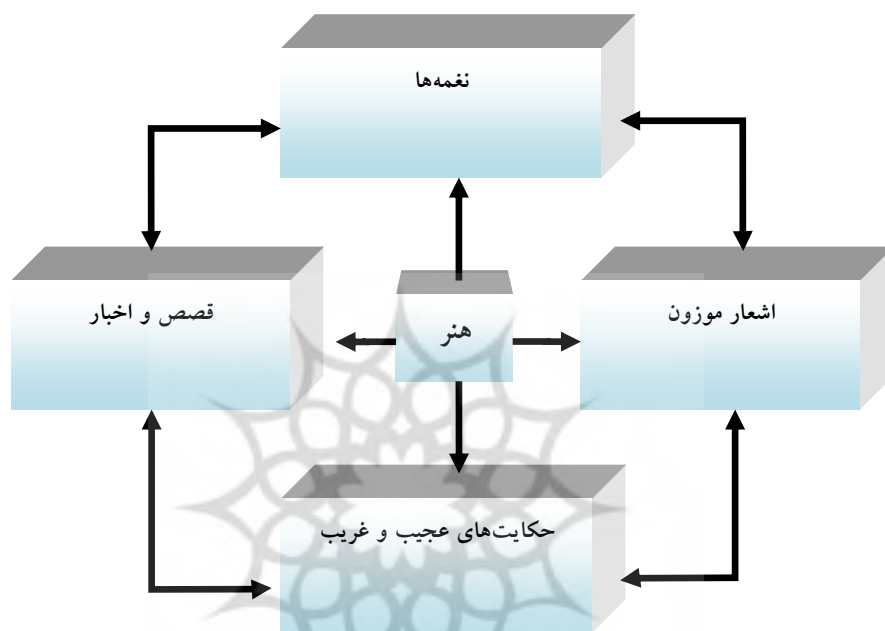 نغمه‌ها
اشعار موزون
هنر
قصص و اخبار
حکایت‌های عجیب و غریب